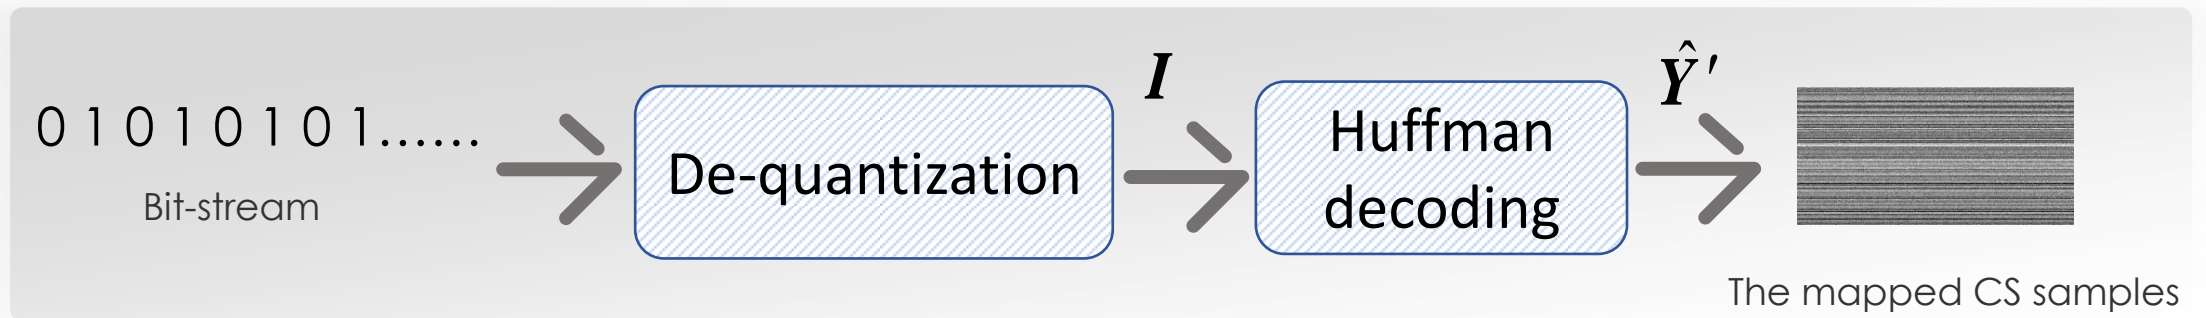 0 1 0 1 0 1 0 1......
Bit-stream
De-quantization
I
Huffman
decoding
Ŷ′
The mapped CS samples